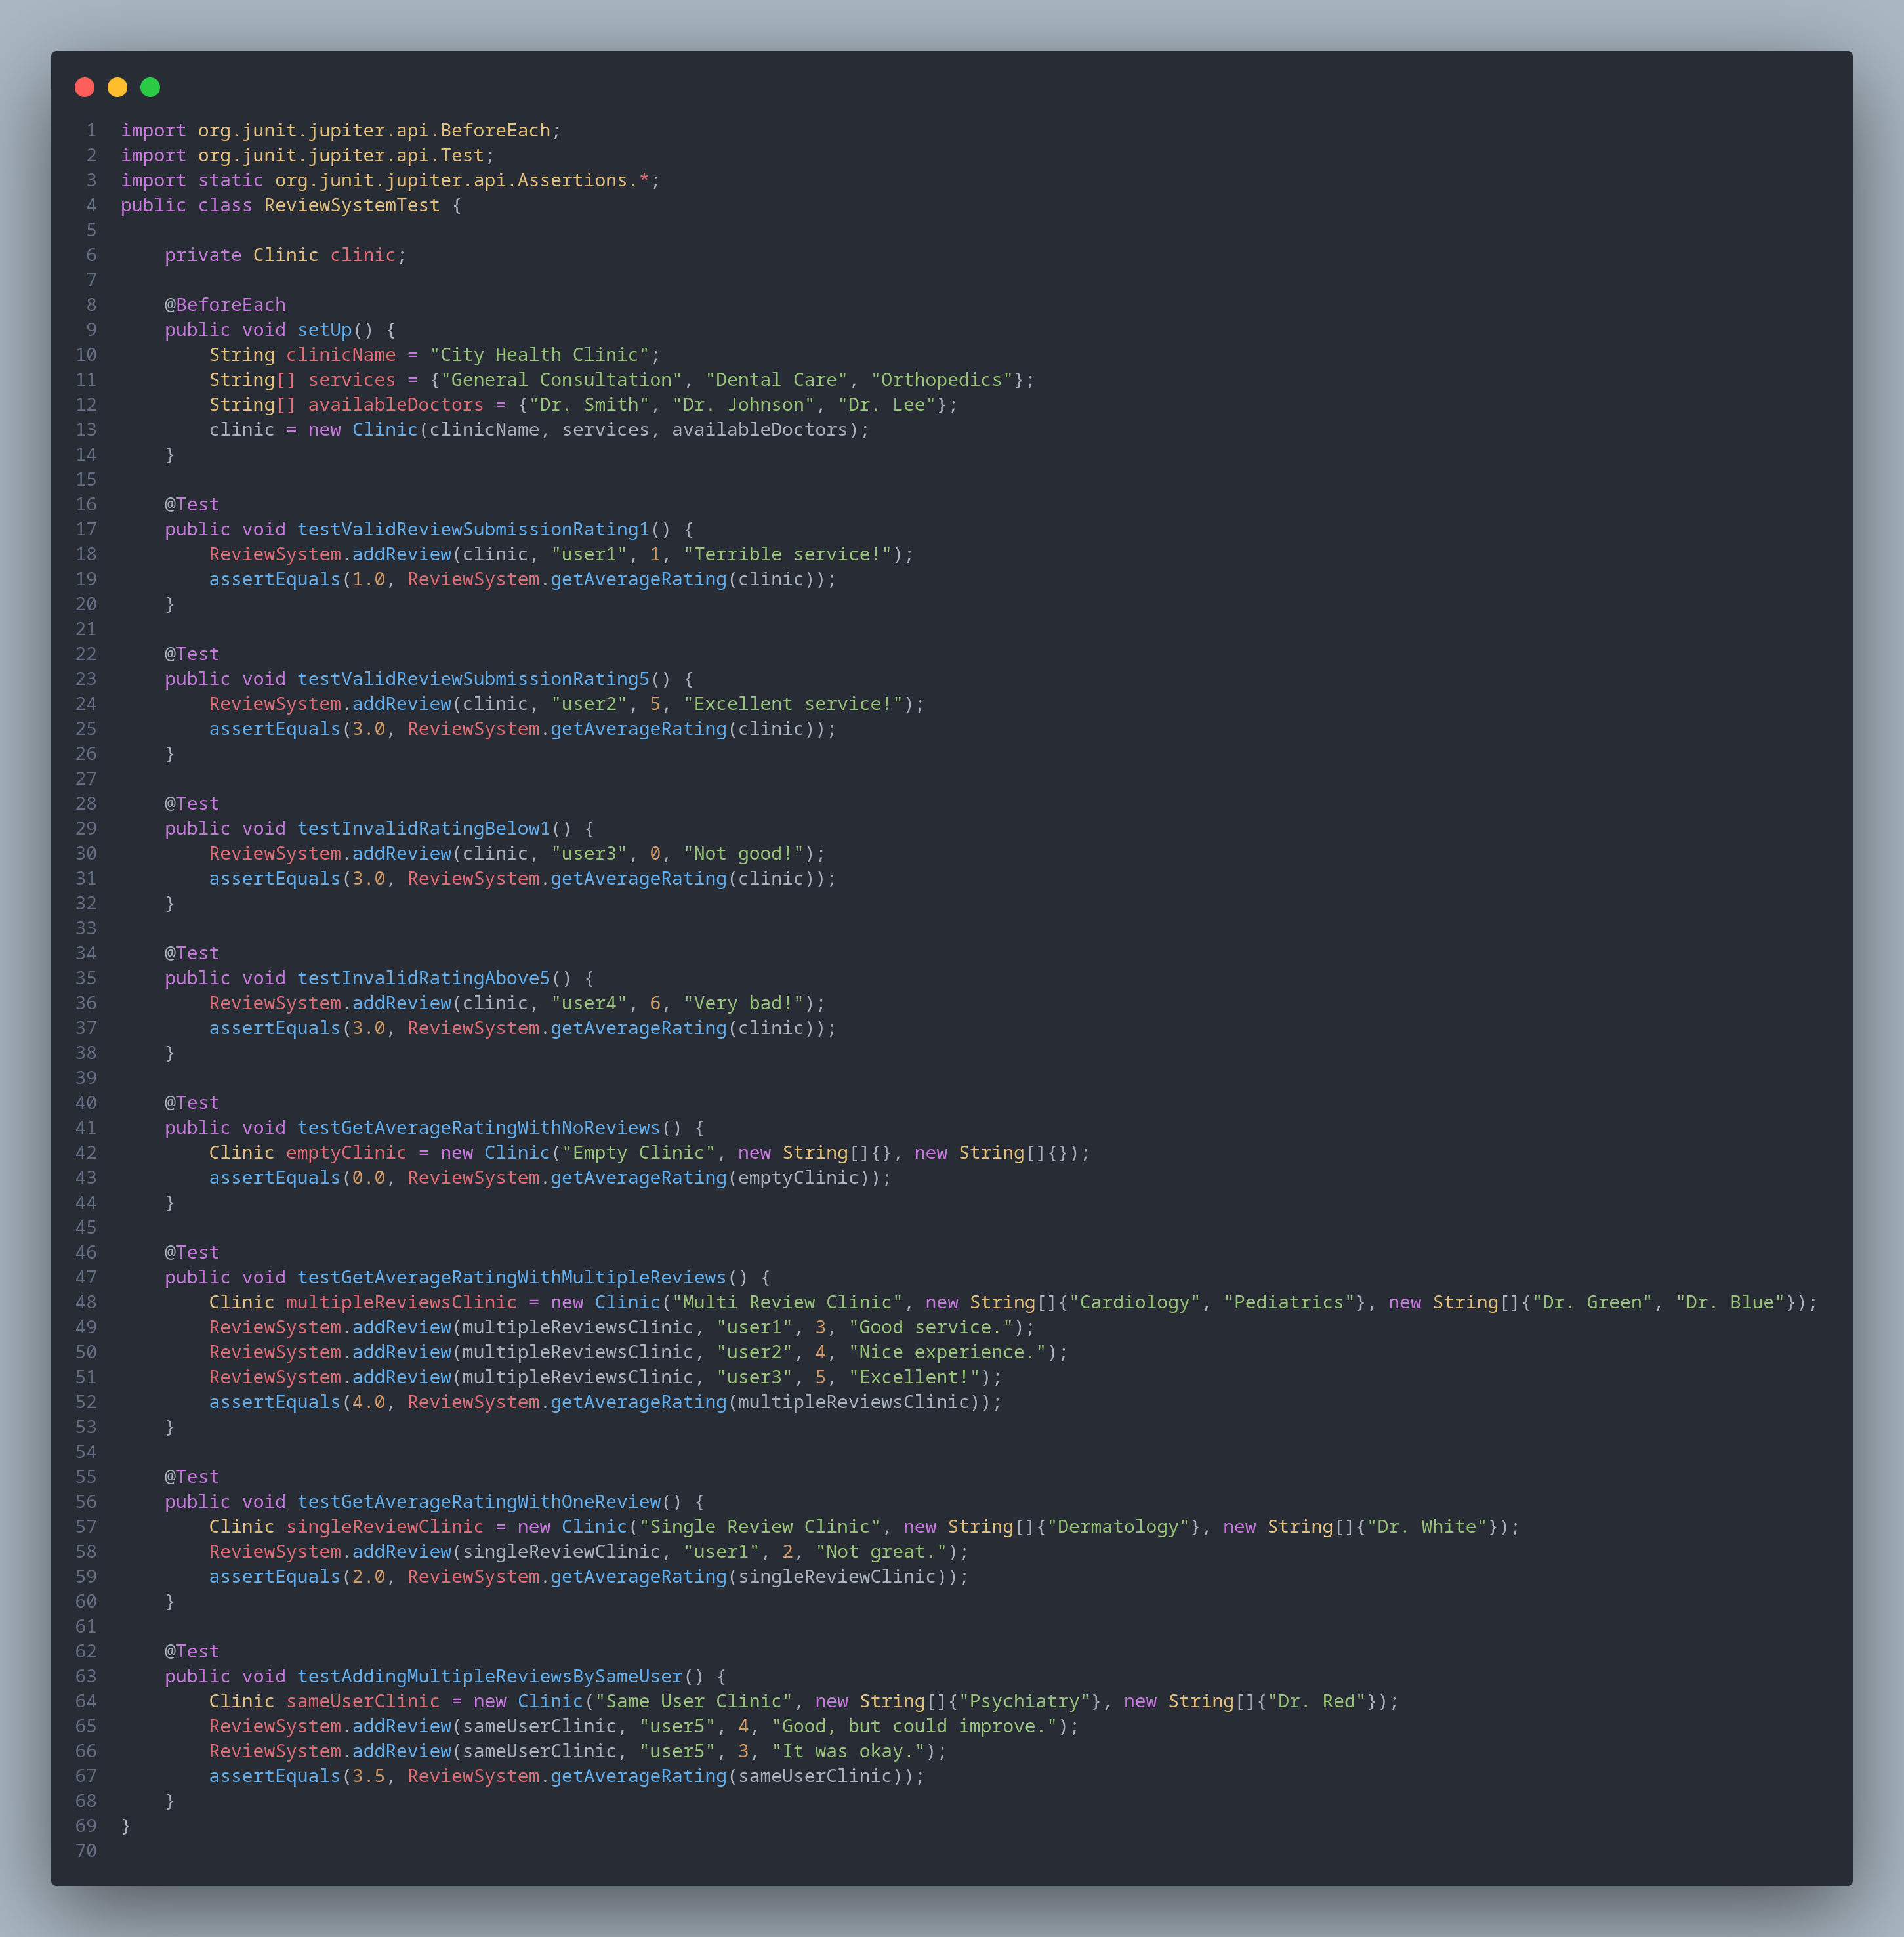 1 import org.junit.jupiter.api.BeforeEach;
2 import org.junit.jupiter.api.Test;
3 import static org.junit.jupiter.api.Assertions.*;
4 public class ReviewSystemTest {
5
6     private Clinic clinic;
7
8     @BeforeEach
9     public void setUp() {
10         String clinicName = "City Health Clinic";
11         String[] services = {"General Consultation", "Dental Care", "Orthopedics"};
12         String[] availableDoctors = {"Dr. Smith", "Dr. Johnson", "Dr. Lee"};
13         clinic = new Clinic(clinicName, services, availableDoctors);
14     }
15
16     @Test
17     public void testValidReviewSubmissionRating1() {
18         ReviewSystem.addReview(clinic, "user1", 1, "Terrible service!");
19         assertEquals(1.0, ReviewSystem.getAverageRating(clinic));
20     }
21
22     @Test
23     public void testValidReviewSubmissionRating5() {
24         ReviewSystem.addReview(clinic, "user2", 5, "Excellent service!");
25         assertEquals(3.0, ReviewSystem.getAverageRating(clinic));
26     }
27
28     @Test
29     public void testInvalidRatingBelow1() {
30         ReviewSystem.addReview(clinic, "user3", 0, "Not good!");
31         assertEquals(3.0, ReviewSystem.getAverageRating(clinic));
32     }
33
34     @Test
35     public void testInvalidRatingAbove5() {
36         ReviewSystem.addReview(clinic, "user4", 6, "Very bad!");
37         assertEquals(3.0, ReviewSystem.getAverageRating(clinic));
38     }
39
40     @Test
41     public void testGetAverageRatingWithNoReviews() {
42         Clinic emptyClinic = new Clinic("Empty Clinic", new String[]{}, new String[]{});
43         assertEquals(0.0, ReviewSystem.getAverageRating(emptyClinic));
44     }
45
46     @Test
47     public void testGetAverageRatingWithMultipleReviews() {
48         Clinic multipleReviewsClinic = new Clinic("Multi Review Clinic", new String[]{"Cardiology", "Pediatrics"}, new String[]{"Dr. Green", "Dr. Blue"});
49         ReviewSystem.addReview(multipleReviewsClinic, "user1", 3, "Good service.");
50         ReviewSystem.addReview(multipleReviewsClinic, "user2", 4, "Nice experience.");
51         ReviewSystem.addReview(multipleReviewsClinic, "user3", 5, "Excellent!");
52         assertEquals(4.0, ReviewSystem.getAverageRating(multipleReviewsClinic));
53     }
54
55     @Test
56     public void testGetAverageRatingWithOneReview() {
57         Clinic singleReviewClinic = new Clinic("Single Review Clinic", new String[]{"Dermatology"}, new String[]{"Dr. White"});
58         ReviewSystem.addReview(singleReviewClinic, "user1", 2, "Not great.");
59         assertEquals(2.0, ReviewSystem.getAverageRating(singleReviewClinic));
60     }
61
62     @Test
63     public void testAddingMultipleReviewsBySameUser() {
64         Clinic sameUserClinic = new Clinic("Same User Clinic", new String[]{"Psychiatry"}, new String[]{"Dr. Red"});
65         ReviewSystem.addReview(sameUserClinic, "user5", 4, "Good, but could improve.");
66         ReviewSystem.addReview(sameUserClinic, "user5", 3, "It was okay.");
67         assertEquals(3.5, ReviewSystem.getAverageRating(sameUserClinic));
68     }
69 }
70